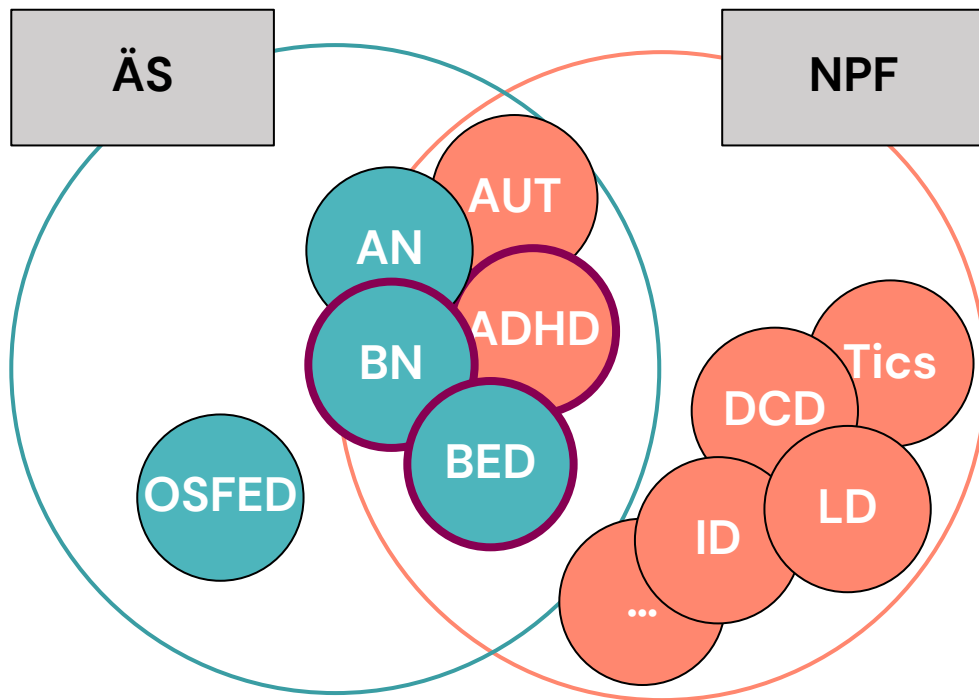 ÄS
NPF
AUT
AN
ADHD
BN
Tics
DCD
BED
OSFED
LD
ID
...